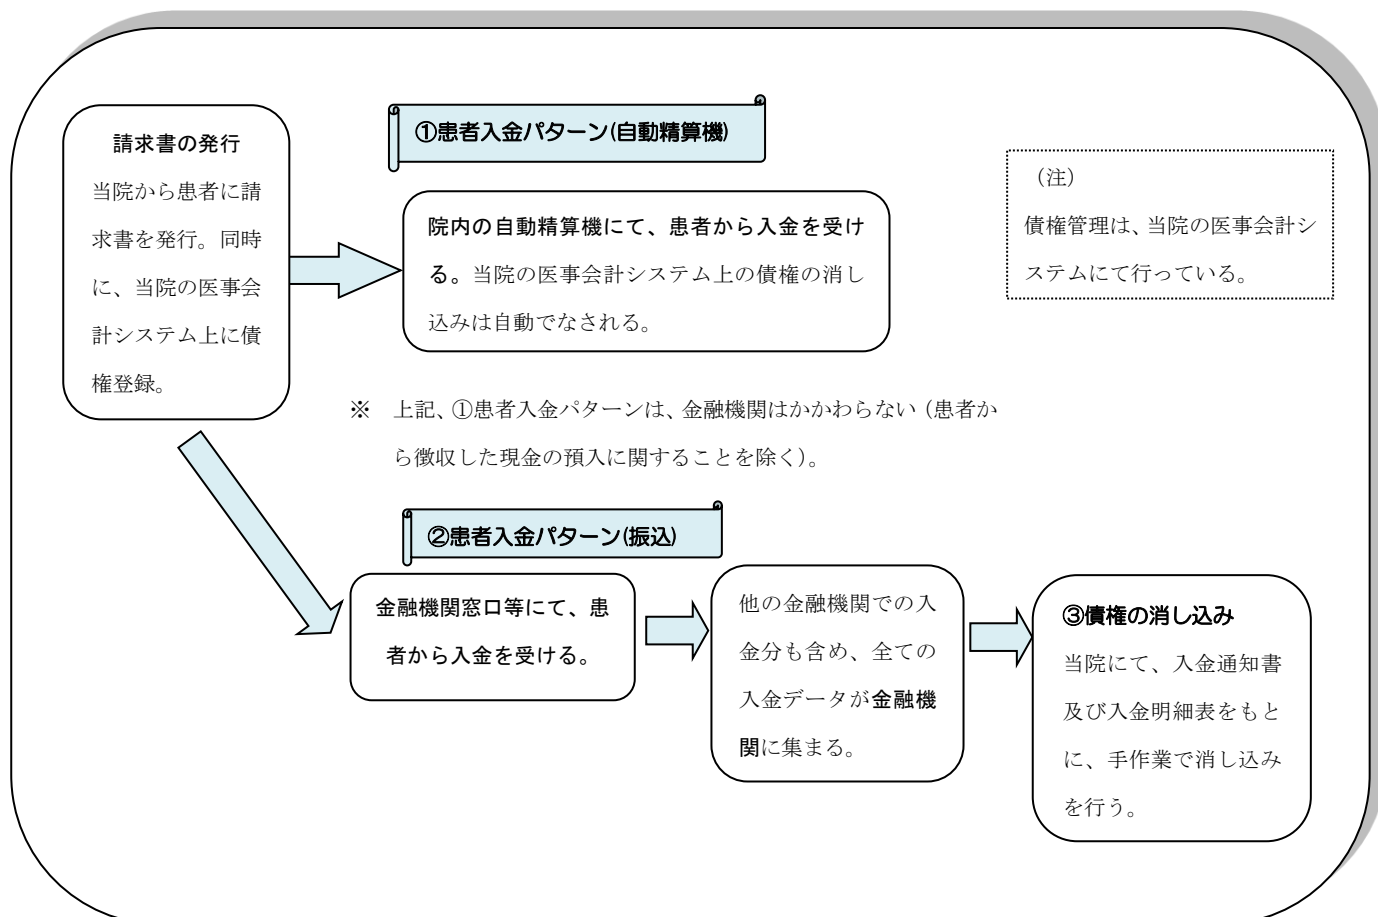 請求書の発行
当院から患者に請
求書を発行。同時
に、当院の医事会
計システム上に債
権登録。
①患者入金パターン(自動精算機)
院内の自動精算機にて、患者から入金を受け
る。当院の医事会計システム上の債権の消し
込みは自動でなされる。
（注）
債権管理は、当院の医事会計シ
ステムにて行っている。
※　上記、①患者入金パターンは、金融機関はかかわらない（患者か
ら徴収した現金の預入に関することを除く）。
②患者入金パターン(振込)
金融機関窓口等にて、患
者から入金を受ける。
他の金融機関での入
金分も含め、全ての
入金データが金融機
関に集まる。
③債権の消し込み
当院にて、入金通知書
及び入金明細表をもと
に、手作業で消し込み
を行う。